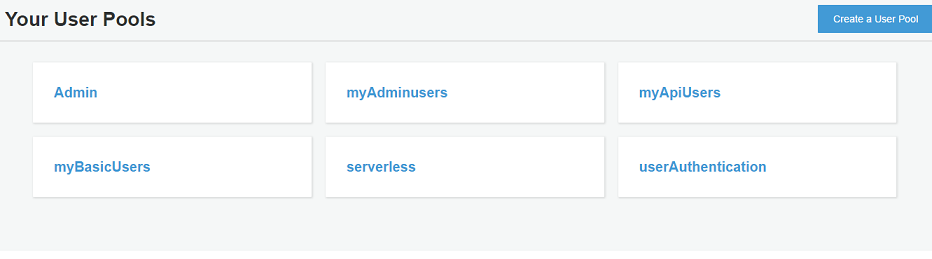 Your User Pools
Create a User Pool
Admin
myAdminusers
myApiUsers
myBasicUsers
serverless
userAuthentication